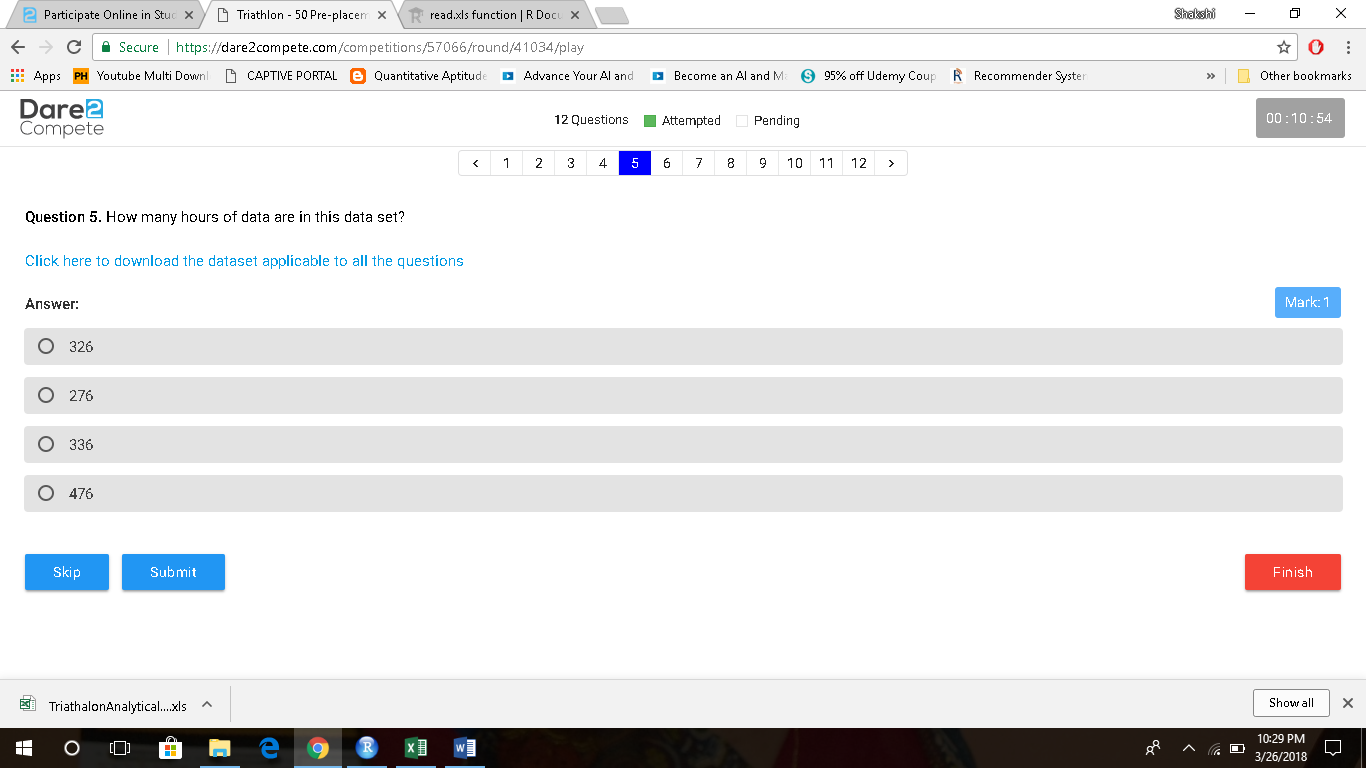 Participate Online in Stud
Triathlon - 50 Pre-placem
read.xls function | R Docu
Shakshi
Secure
https://dare2compete.com/competitions/57066/round/41034/play
Apps
PH Youtube Multi Downl
CAPTIVE PORTAL
Quantitative Aptitude
Advance Your AI and
Become an AI and M
95% off Udemy Coup
Recommender System
»
Other bookmarks
Dare2
Compete
12 Questions
Attempted
Pending
00 : 10 : 54
< 1 2 3 4 5 6 7 8 9 10 11 12 >
Question 5. How many hours of data are in this data set?
Click here to download the dataset applicable to all the questions
Answer:
Mark: 1
326
276
336
476
Skip
Submit
Finish
TriathalonAnalytical....xls
Show all
10:29 PM
3/26/2018